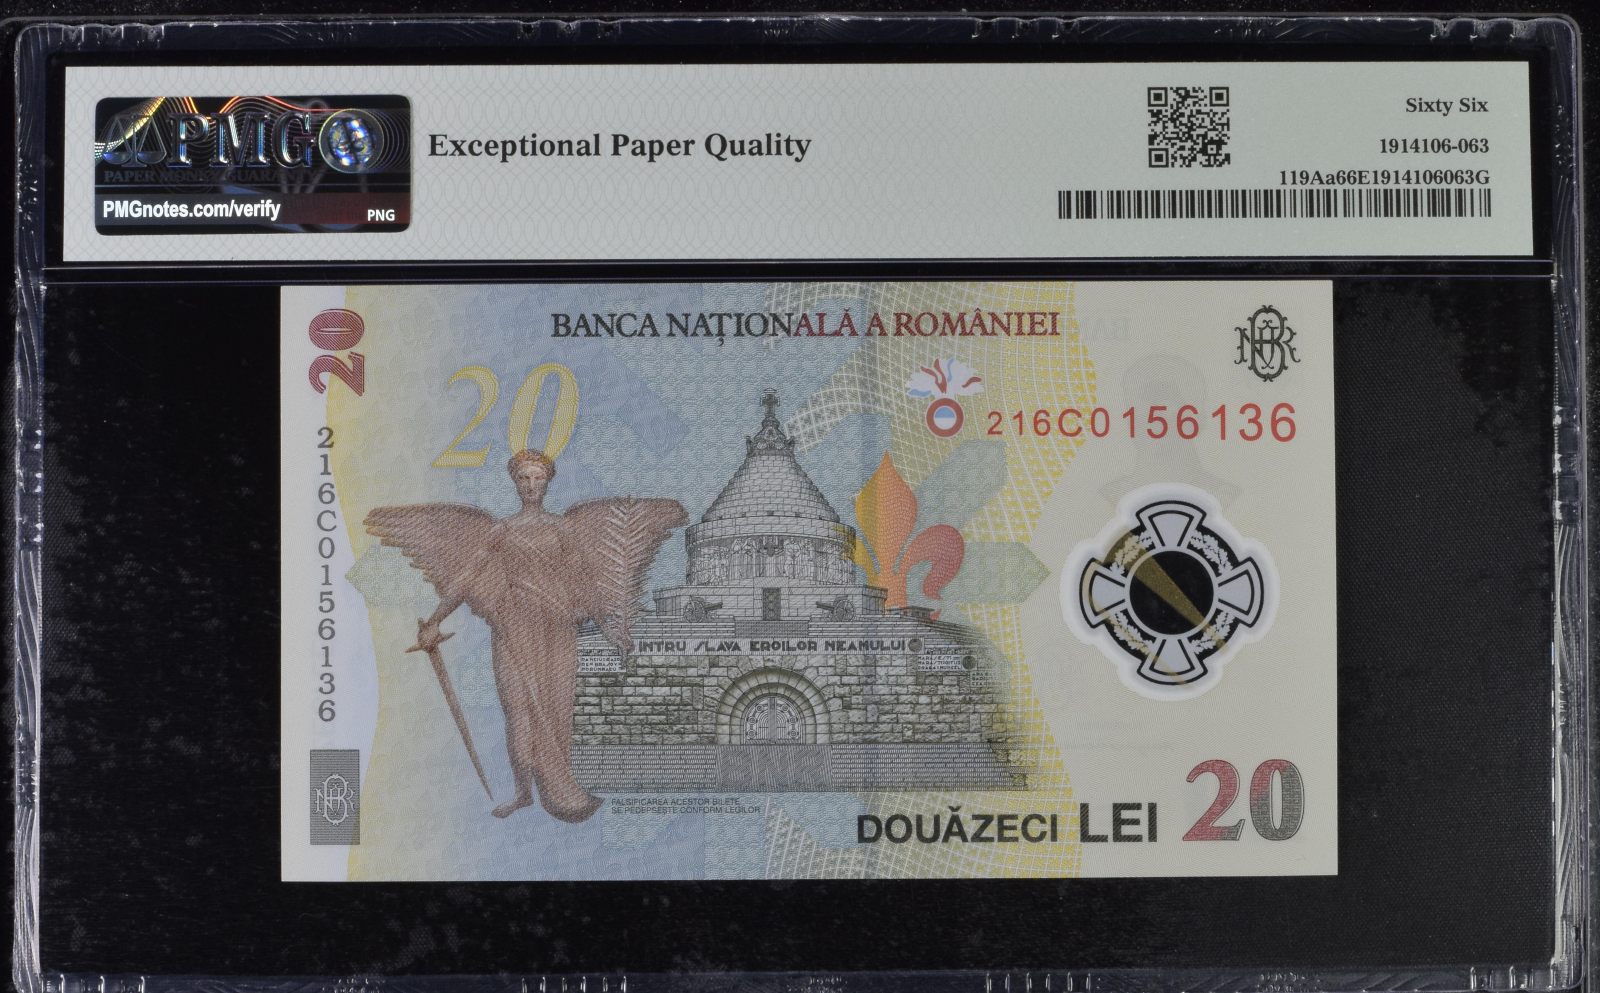 PMG
PAPER MONEY GUARANTY
PMGnotes.com/verify
PNG
Exceptional Paper Quality
Sixty Six
1914106-063
119Aa66E1914106063G
20
BANCA NAȚIONALĂ A ROMÂNIEI
20
216C0156136
216C0156136
ÎNTRU SLAVA EROILOR NEAMULUI
FALSIFICAREA ACESTOR BILETE
SE PEDEPSEȘTE CONFORM LEGILOR
DOUĂZECI LEI 20